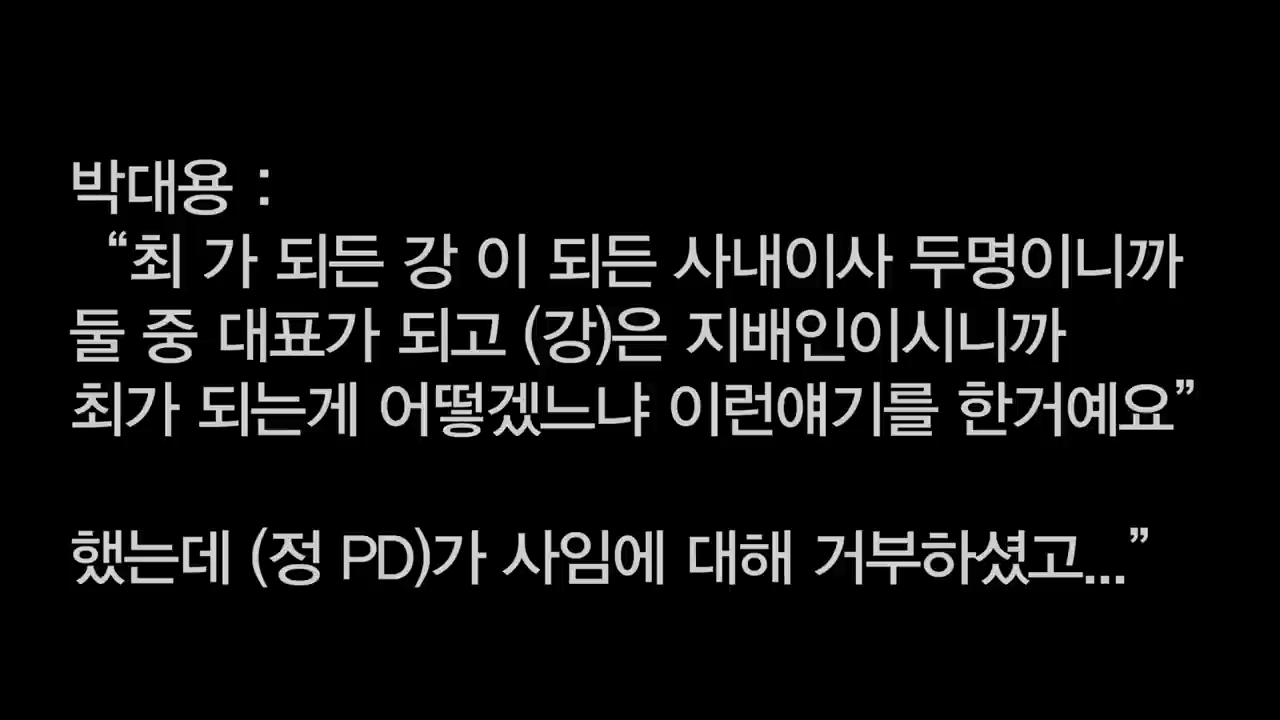 박대용 :
“최 가 되든 강 이 되든 사내이사 두명이니까
둘 중 대표가 되고 (강)은 지배인이시니까
최가 되는게 어떻겠느냐 이런얘기를 한거예요”
했는데 (정 PD)가 사임에 대해 거부하셨고...”